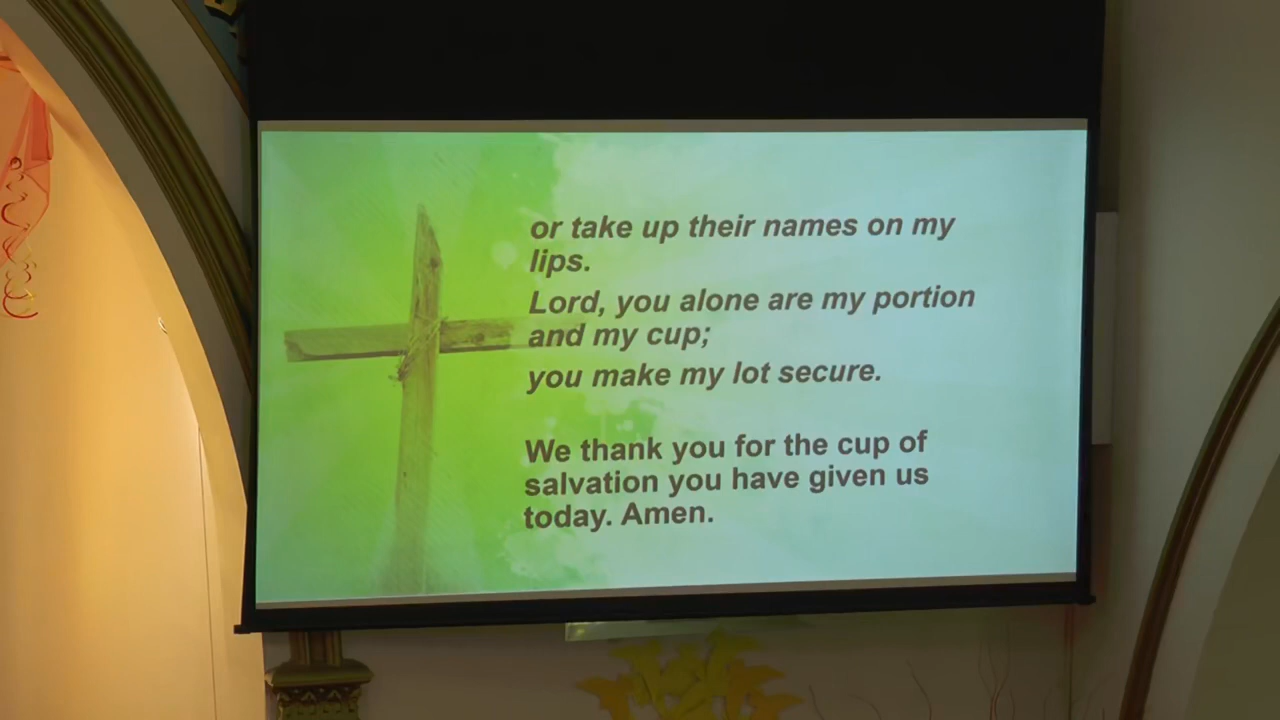 or take up their names on my
lips.
Lord, you alone are my portion
and my cup;
you make my lot secure.
We thank you for the cup of
salvation you have given us
today. Amen.